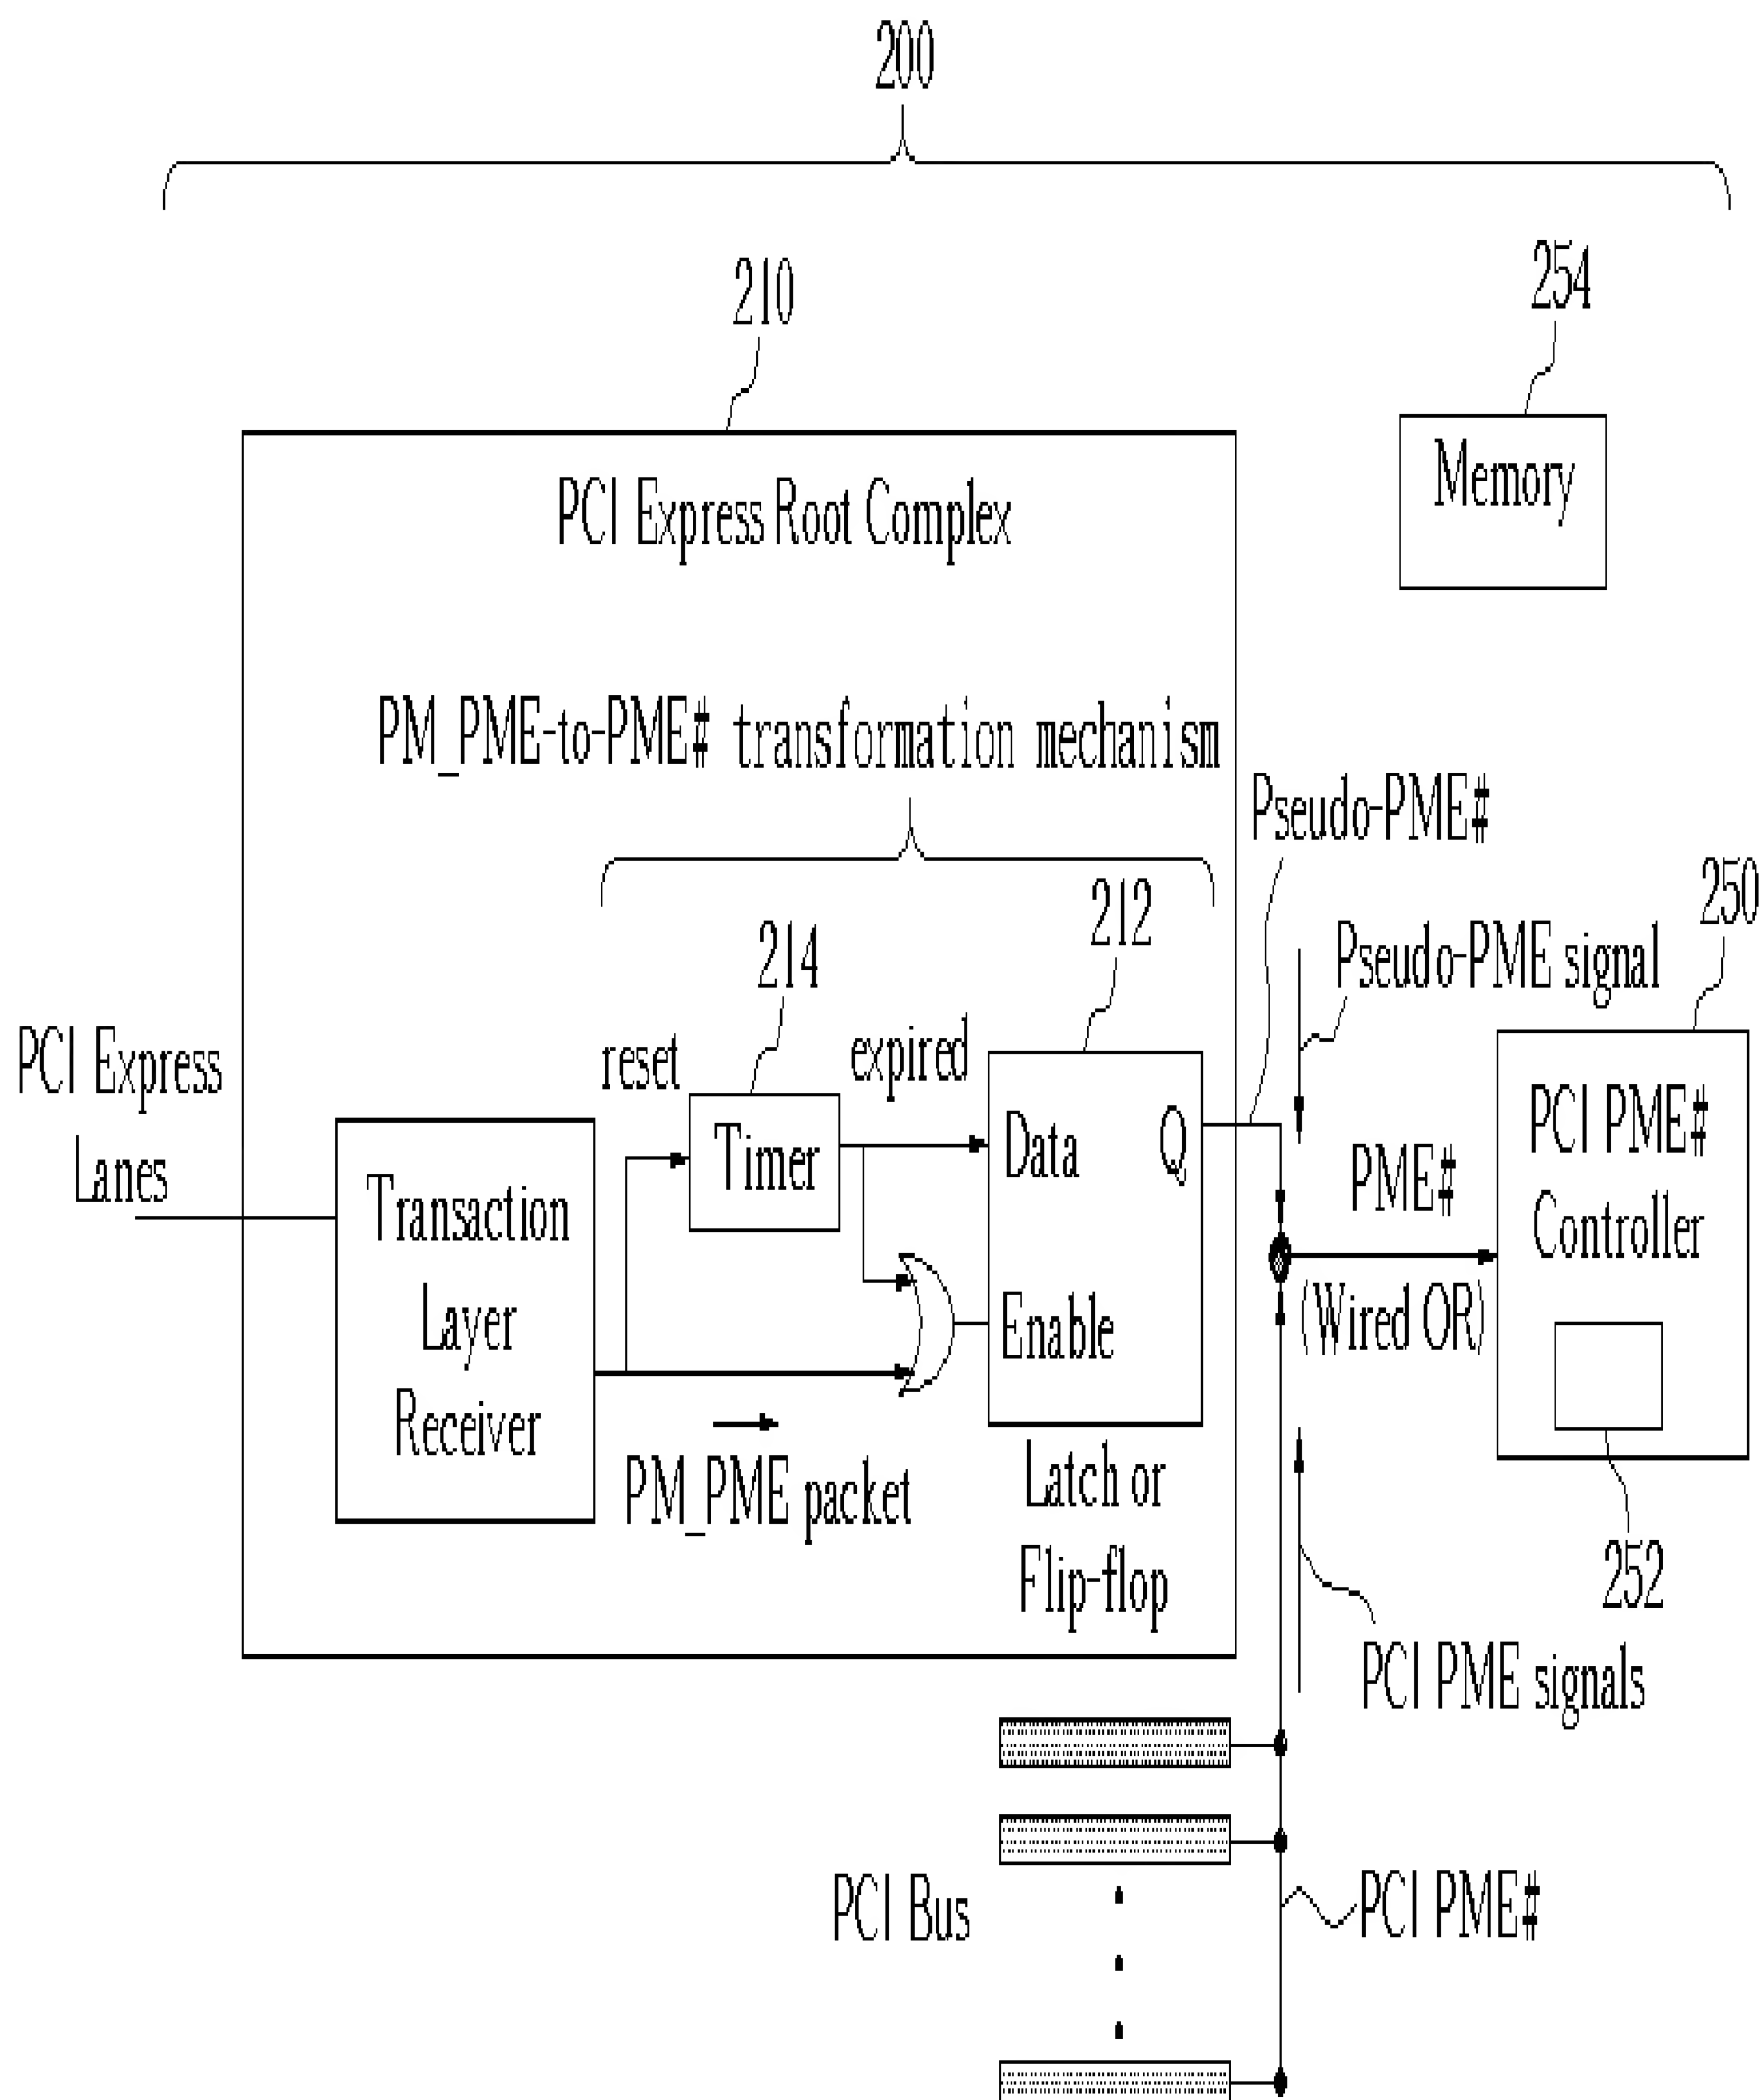 200
210
254
Memory
PCI Express Root Complex
PM_PME-to-PME# transformation mechanism
Pseudo-PME#
250
212
214
Pseudo-PME signal
reset
expired
PCI Express
Lanes
Timer
Data
Q
PCI PME#
Controller
PME#
(Wired OR)
Transaction
Layer
Receiver
Enable
PM_PME packet
Latch or
Flip-flop
252
PCI PME signals
PCI Bus
PCI PME#